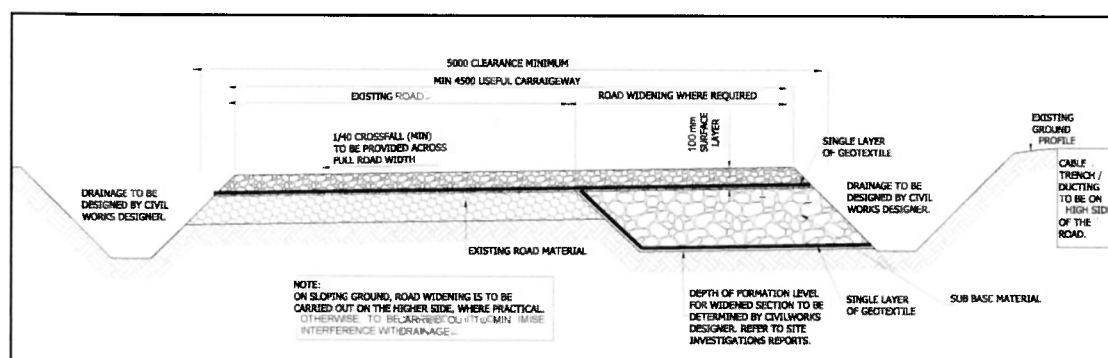 5000 CLEARANCE MINIMUM
MIN 4500 USEFUL CARRAIGEWAY
EXISTING ROAD
ROAD WIDENING WHERE REQUIRED
1/40 CROSSFALL (MIN)
TO BE PROVIDED ACROSS
FULL ROAD WIDTH
100 mm
SURFACE
LAYER
SINGLE LAYER
OF GEOTEXTILE
EXISTING
GROUND
PROFILE
CABLE
TRENCH /
DUCTING
TO BE ON
HIGH SIDE
OF THE
ROAD.
DRAINAGE TO BE
DESIGNED BY CIVIL
WORKS DESIGNER.
DRAINAGE TO BE
DESIGNED BY CIVIL
WORKS DESIGNER.
EXISTING ROAD MATERIAL
NOTE:
ON SLOPING GROUND, ROAD WIDENING IS TO BE
CARRIED OUT ON THE HIGHER SIDE, WHERE PRACTICAL.
OTHERWISE, TO BE
INTERFERENCE WITH DRAINAGE
DEPTH OF FORMATION LEVEL
FOR WIDENED SECTION TO BE
DETERMINED BY CIVILWORKS
DESIGNER. REFER TO SITE
INVESTIGATIONS REPORTS.
SINGLE LAYER
OF GEOTEXTILE
SUB BASE MATERIAL